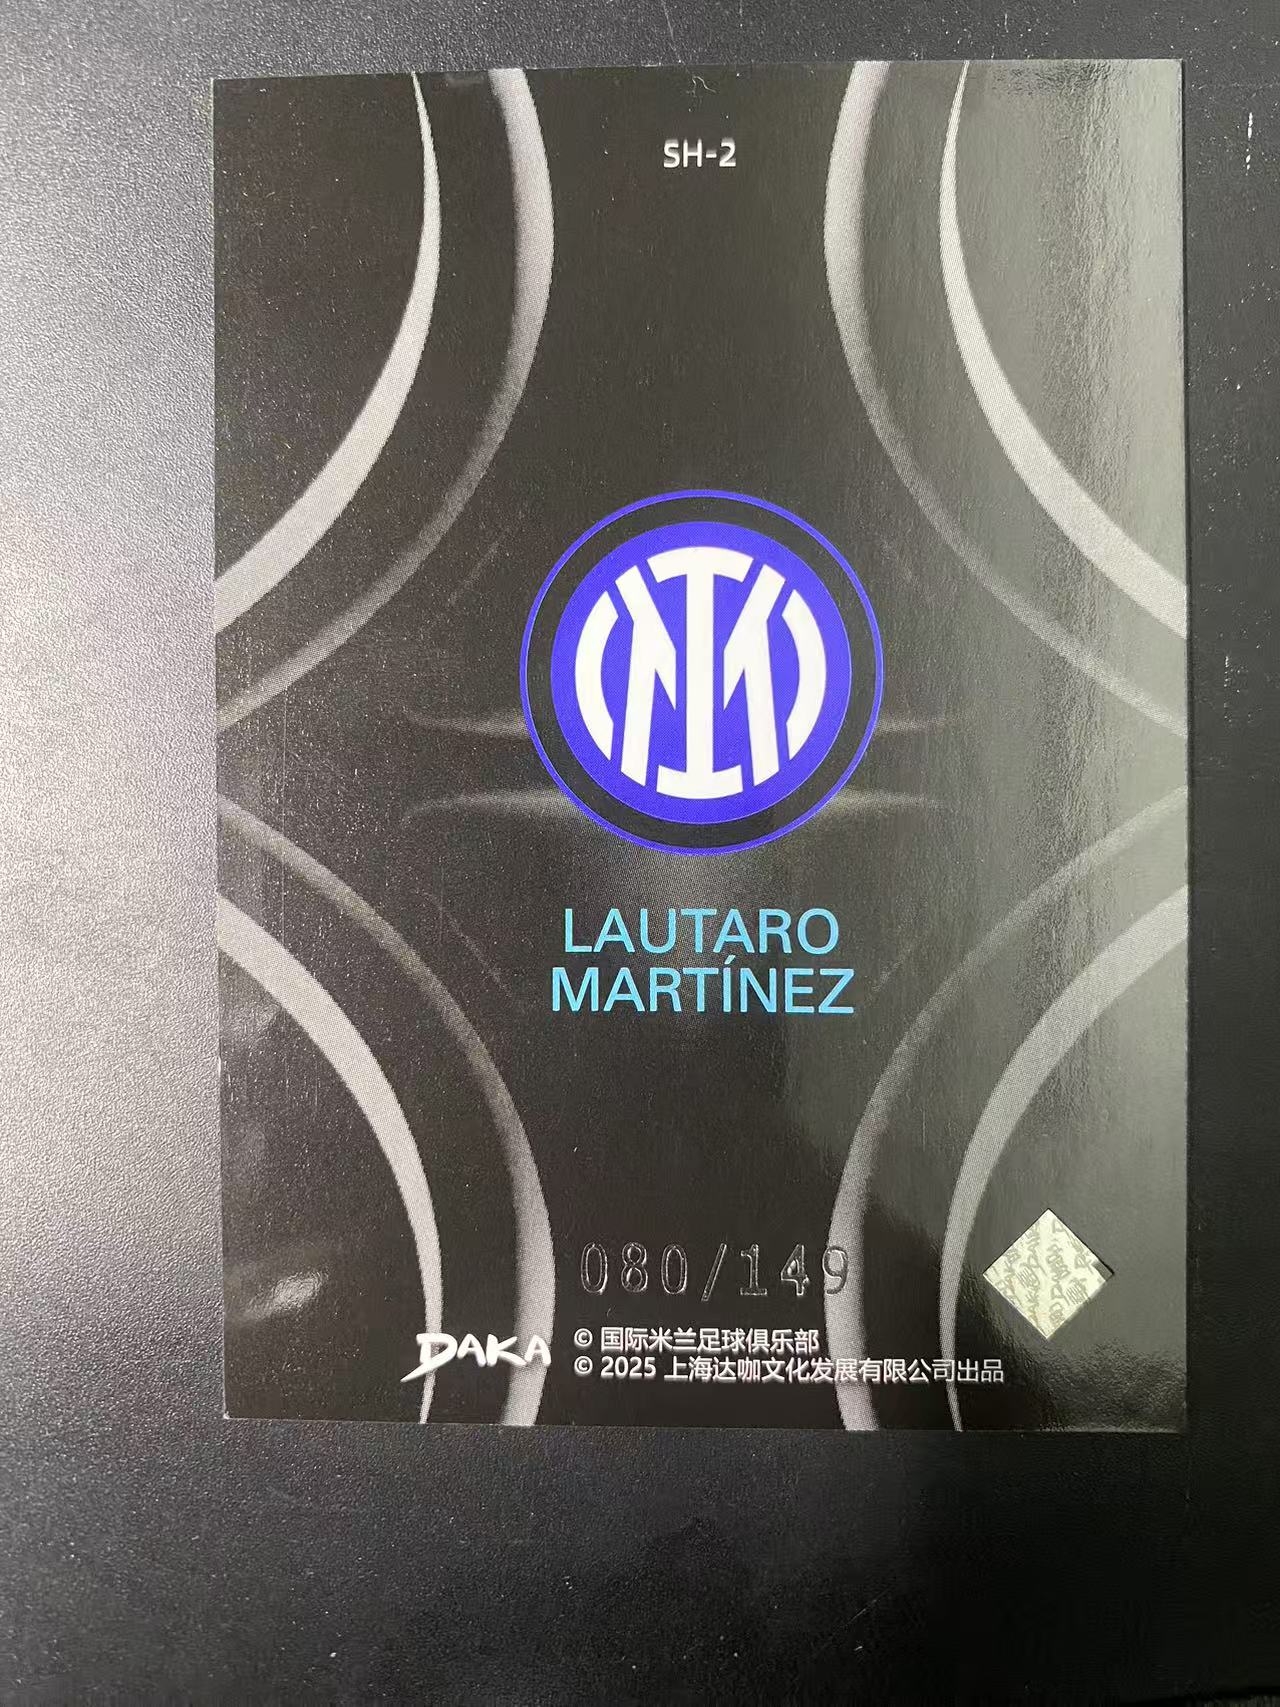 SH-2
LAUTARO
MARTÍNEZ
080/149
DAKA
© 国际米兰足球俱乐部
© 2025 上海达咖文化发展有限公司出品